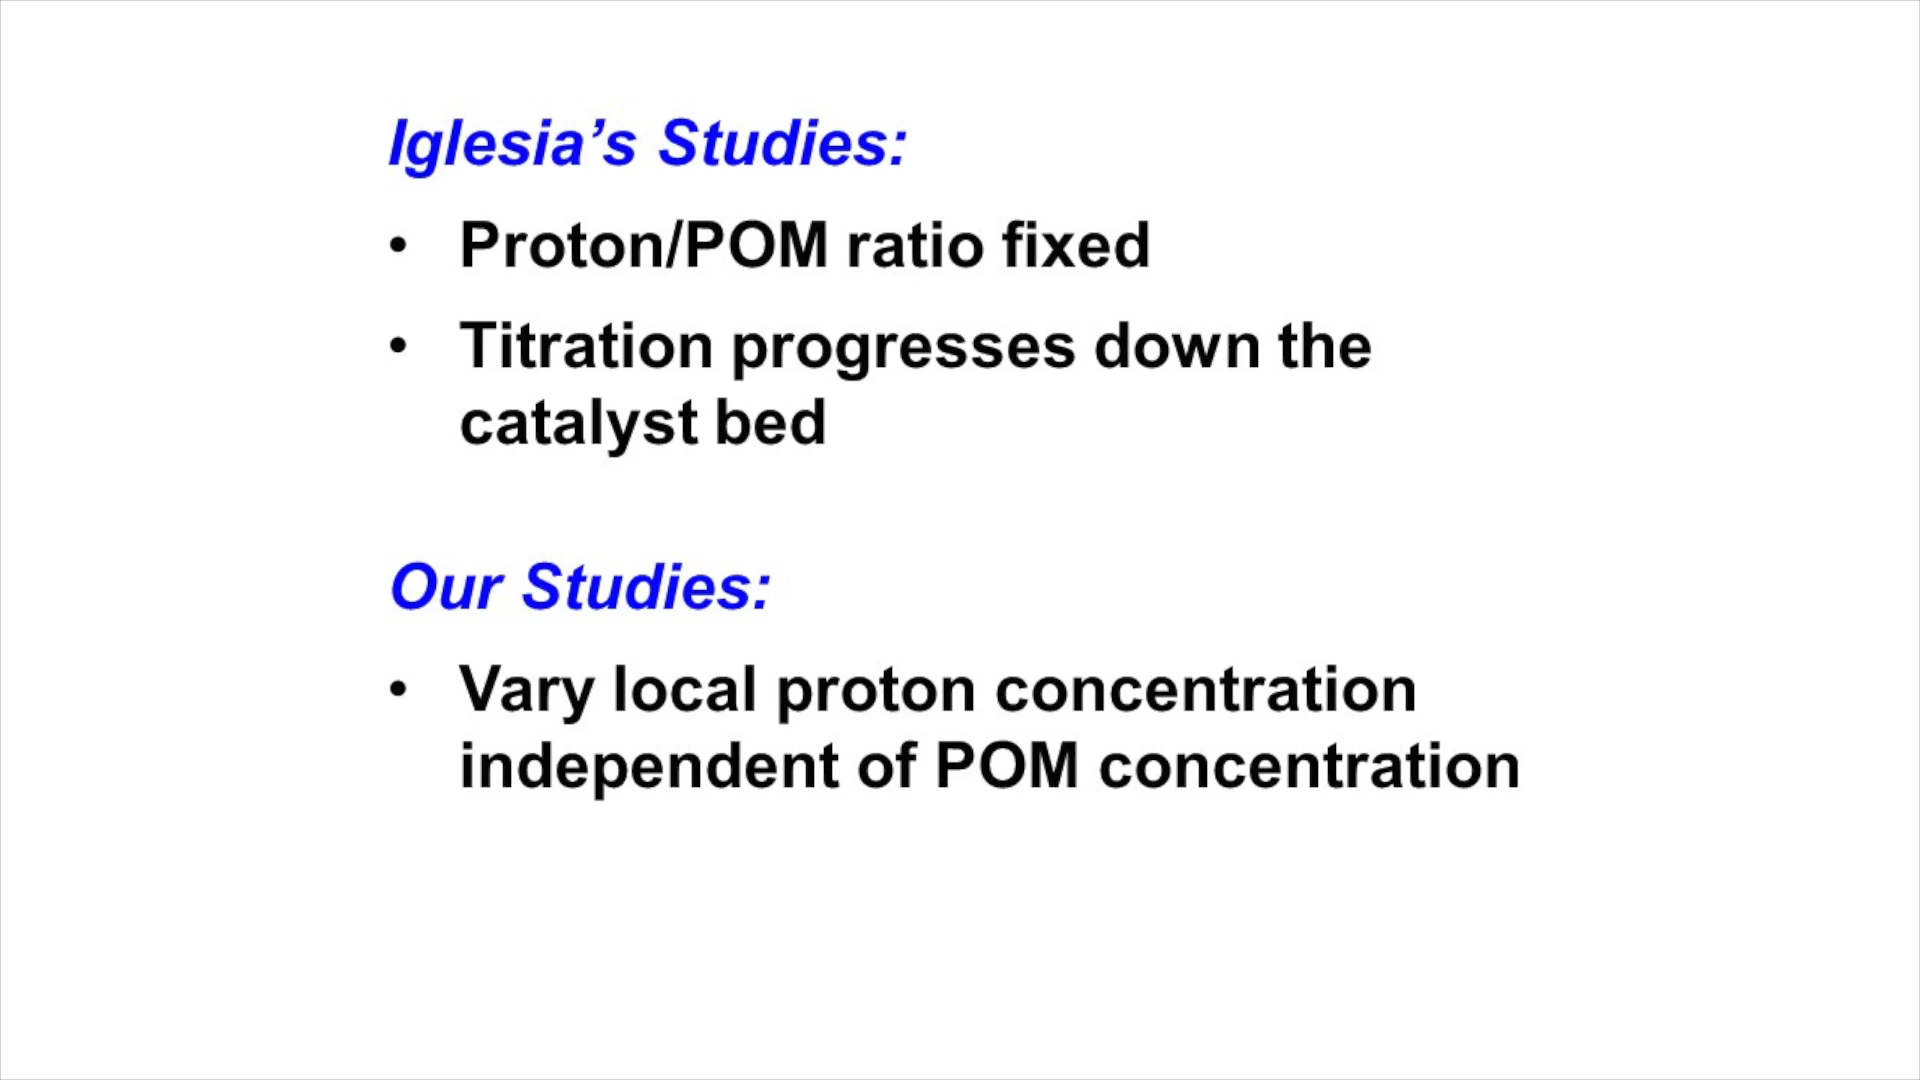 Iglesia’s Studies:
• Proton/POM ratio fixed
• Titration progresses down the
catalyst bed
Our Studies:
• Vary local proton concentration
independent of POM concentration